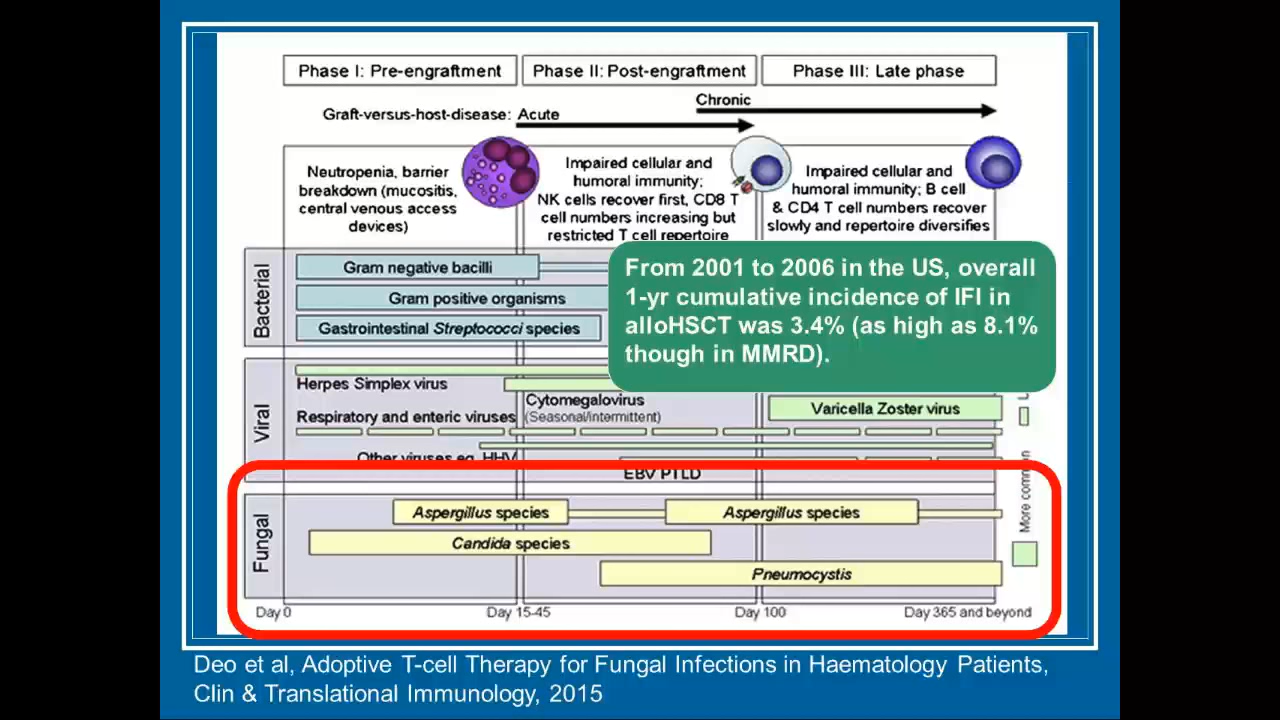 Phase I: Pre-engraftment
Phase II: Post-engraftment
Phase III: Late phase
Chronic
Graft-versus-host-disease: Acute
Neutropenia, barrier
breakdown (mucositis,
central venous access
devices)
Impaired cellular and
humoral immunity;
NK cells recover first, CD8 T
cell numbers increasing but
restricted T cell repertoire
Impaired cellular and
humoral immunity; B cell
& CD4 T cell numbers recover
slowly and repertoire diversifies
From 2001 to 2006 in the US, overall
1-yr cumulative incidence of IFI in
alloHSCT was 3.4% (as high as 8.1%
though in MMRD).
Bacterial
Gram negative bacilli
Gram positive organisms
Gastrointestinal Streptococci species
Viral
Herpes Simplex virus
Cytomegalovirus
Respiratory and enteric viruses (Seasonal/intermittent)
Varicella Zoster virus
Other viruses eg. HHV
EBV PTLD
More common
Fungal
Aspergillus species
Aspergillus species
Candida species
Pneumocystis
Day 0
Day 15-45
Day 100
Day 365 and beyond
Deo et al, Adoptive T-cell Therapy for Fungal Infections in Haematology Patients,
Clin & Translational Immunology, 2015